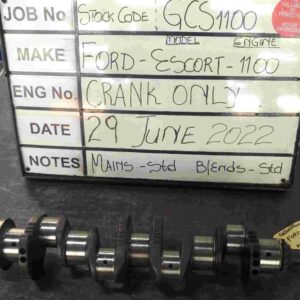 JOB No STOCK CODE: GCS1100
MODEL ENGINE
MAKE FORD-ESCORT-1100
ENG No. CRANK ONLY
DATE 29 JUNE 2022
NOTES MAINS-Std B/ends-Std